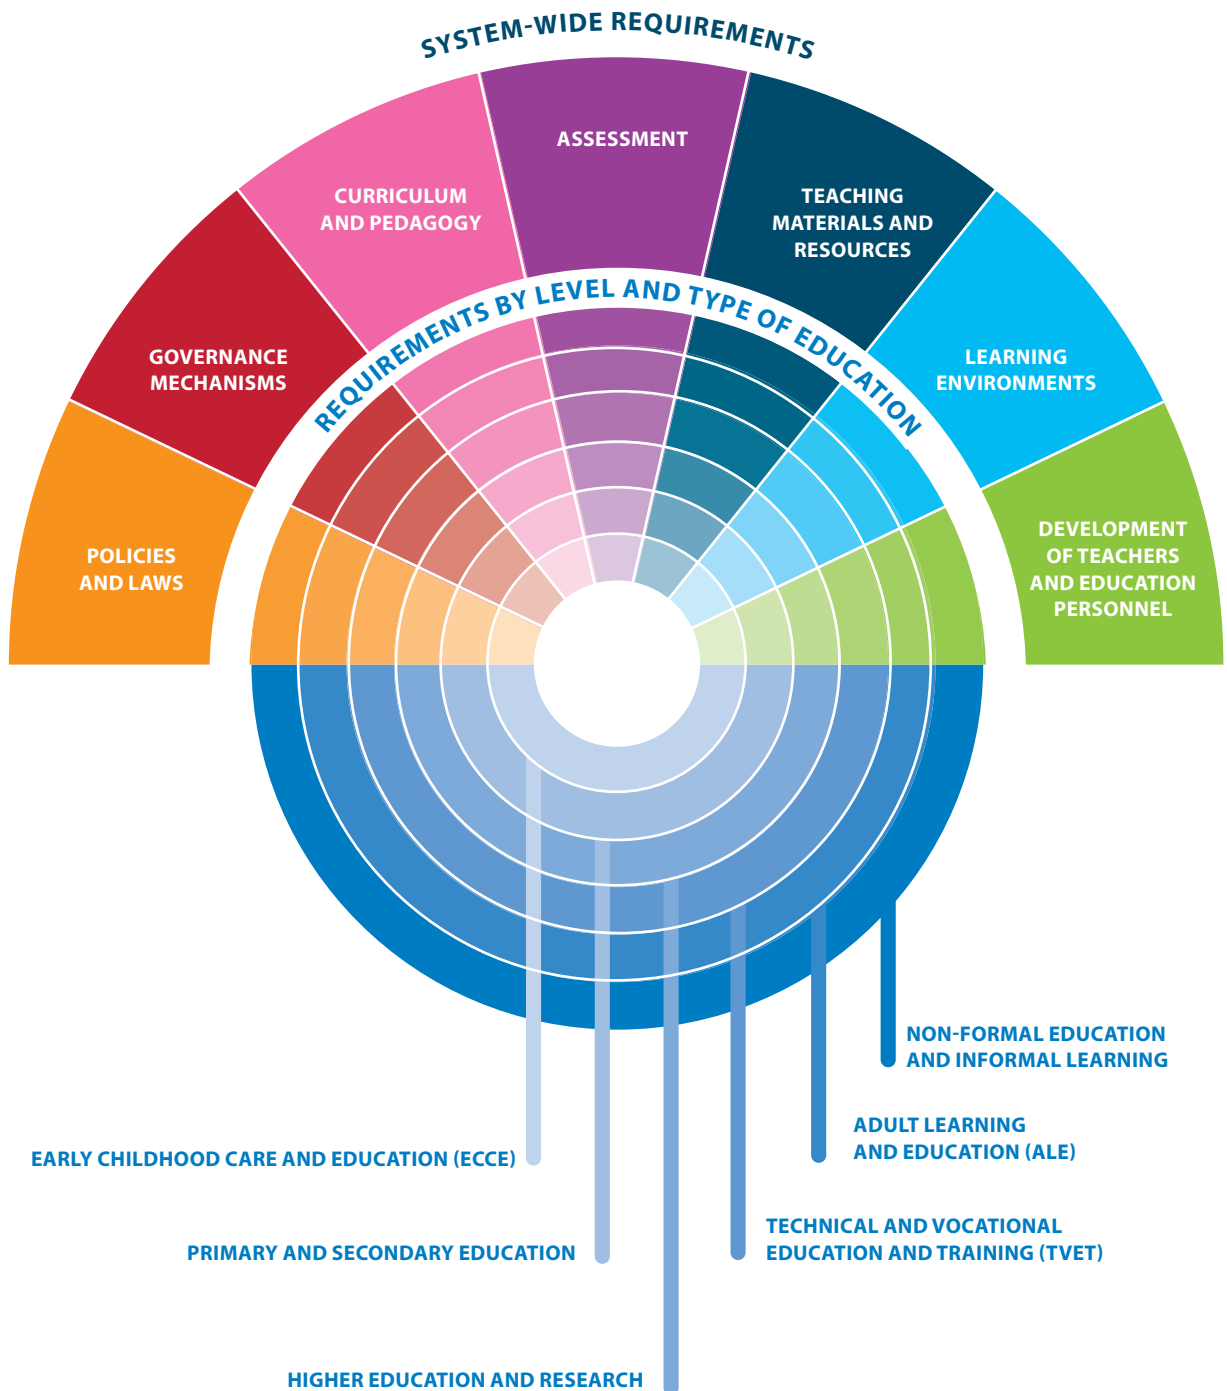 SYSTEM-WIDE REQUIREMENTS
ASSESSMENT
CURRICULUM
AND PEDAGOGY
TEACHING
MATERIALS AND
RESOURCES
REQUIREMENTS BY LEVEL AND TYPE OF EDUCATION
GOVERNANCE
MECHANISMS
LEARNING
ENVIRONMENTS
POLICIES
AND LAWS
DEVELOPMENT
OF TEACHERS
AND EDUCATION
PERSONNEL
NON-FORMAL EDUCATION
AND INFORMAL LEARNING
ADULT LEARNING
AND EDUCATION (ALE)
EARLY CHILDHOOD CARE AND EDUCATION (ECCE)
TECHNICAL AND VOCATIONAL
EDUCATION AND TRAINING (TVET)
PRIMARY AND SECONDARY EDUCATION
HIGHER EDUCATION AND RESEARCH